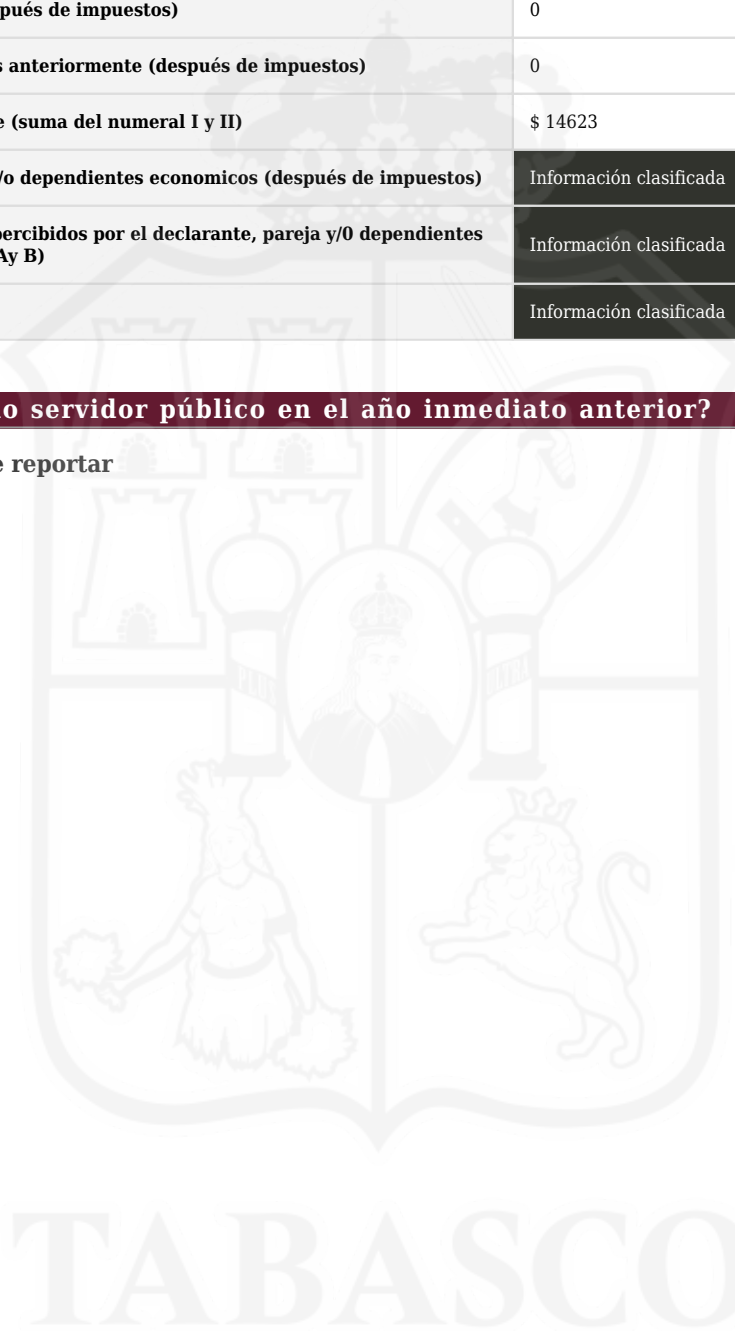 pués de impuestos) 0
s anteriormente (después de impuestos) 0
e (suma del numeral I y II) $ 14623
/o dependientes economicos (después de impuestos) Información clasificada
percibidos por el declarante, pareja y/0 dependientes
Ay B) Información clasificada
Información clasificada
o servidor público en el año inmediato anterior?
e reportar
PLUS ULTRA
TABASCO